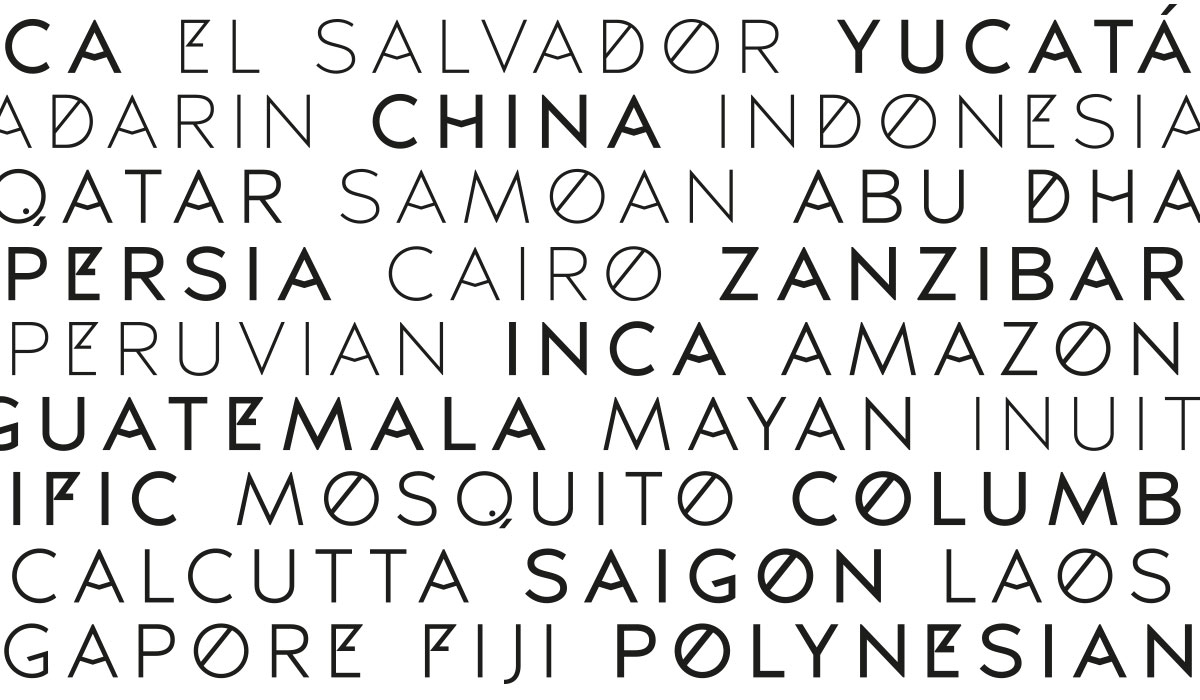 CA EL SALVADOR YUCATÁ
ADARIN CHINA INDONESIA
QATAR SAMOAN ABU DHA
PERSIA CAIRO ZANZIBAR
PERUVIAN INCA AMAZON
GUATEMALA MAYAN INUIT
IFIC MOSQUITO COLUMB
CALCUTTA SAIGON LAOS
GAPORE FIJI POLYNESIAN